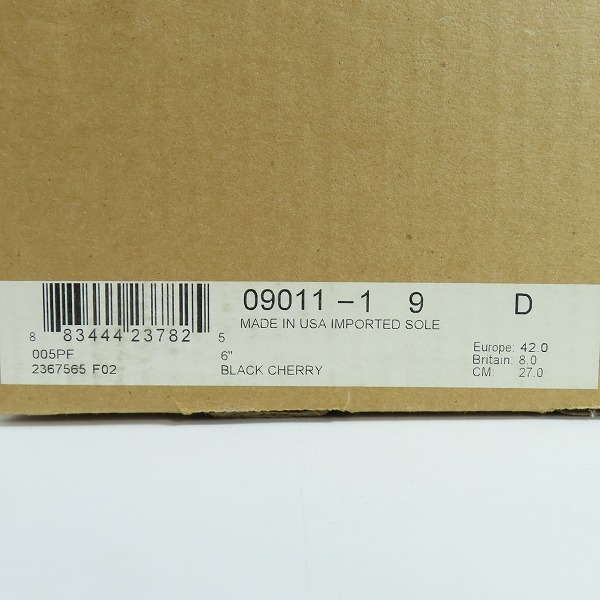 09011-1 9 D
MADE IN USA IMPORTED SOLE
8 83444 23782 5
005PF 6"
2367565 F02 BLACK CHERRY
Europe: 42.0
Britain: 8.0
CM: 27.0